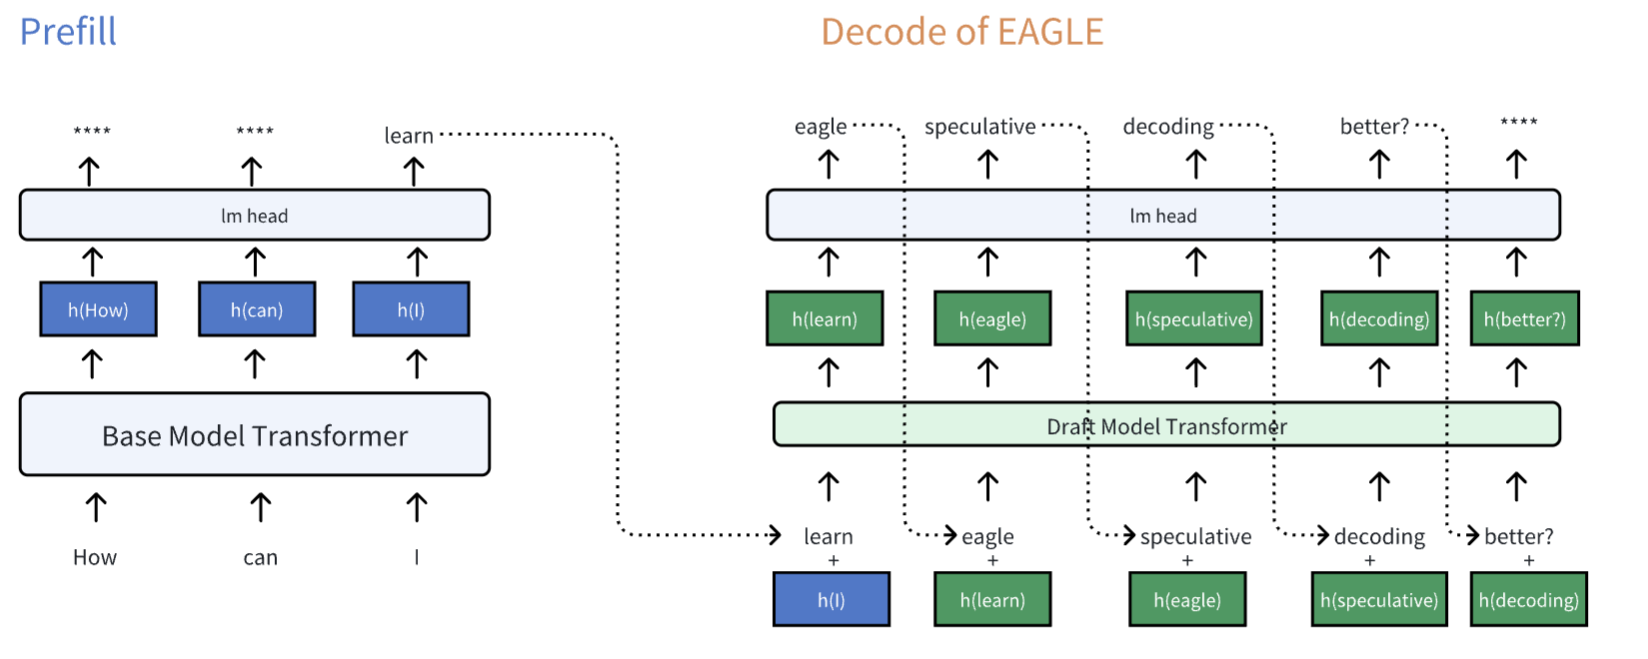 Prefill
Decode of EAGLE
**** **** learn
eagle speculative decoding better? ****
lm head
lm head
h(How) h(can) h(I)
h(learn) h(eagle) h(speculative) h(decoding) h(better?)
Base Model Transformer
Draft Model Transformer
How can I
learn eagle speculative decoding better?
+ + + + +
h(I) h(learn) h(eagle) h(speculative) h(decoding)